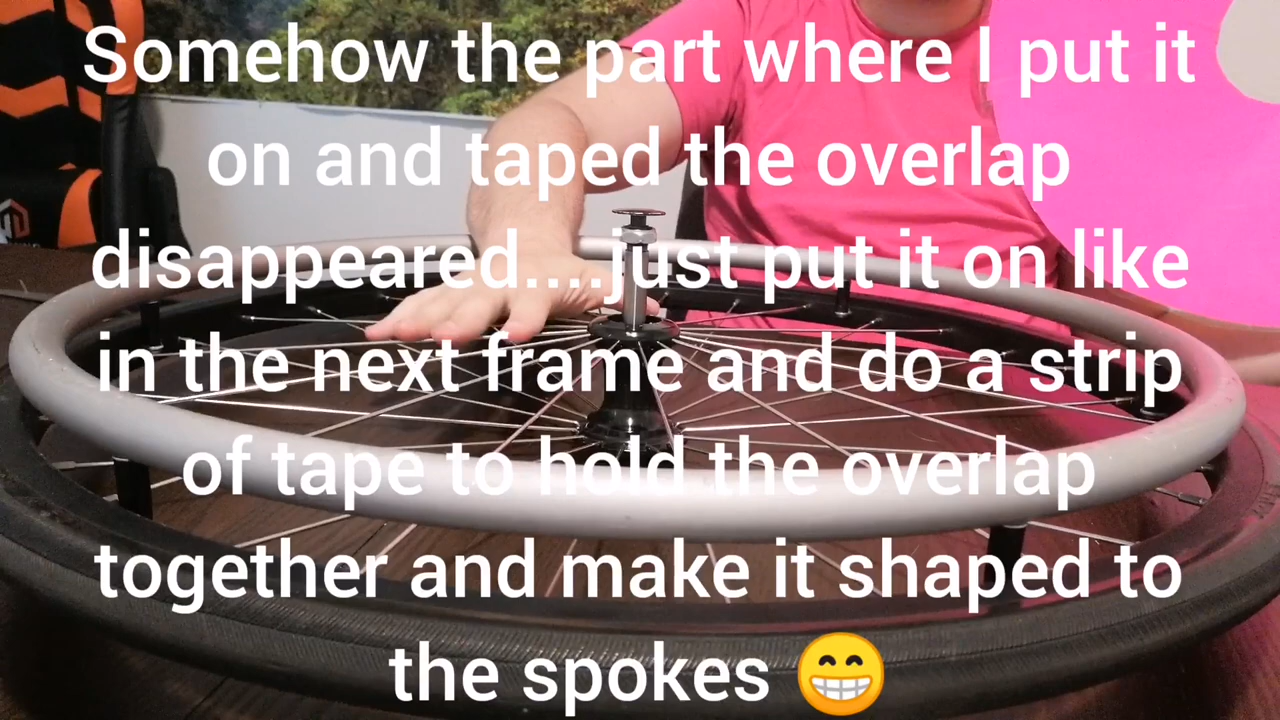 Somehow the part where I put it
on and taped the overlap
disappeared....just put it on like
in the next frame and do a strip
of tape to hold the overlap
together and make it shaped to
the spokes 😁